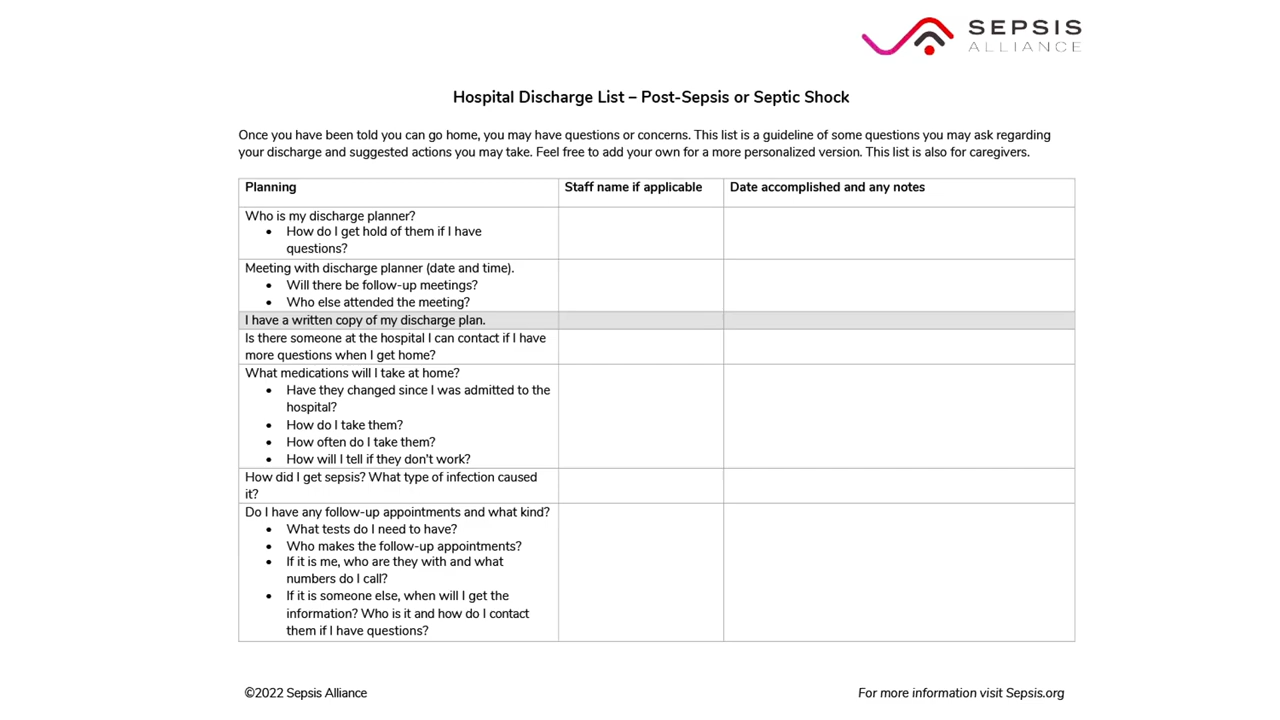 SEPSIS
ALLIANCE
Hospital Discharge List – Post-Sepsis or Septic Shock
Once you have been told you can go home, you may have questions or concerns. This list is a guideline of some questions you may ask regarding
your discharge and suggested actions you may take. Feel free to add your own for a more personalized version. This list is also for caregivers.
Planning
Staff name if applicable
Date accomplished and any notes
Who is my discharge planner?
• How do I get hold of them if I have
questions?
Meeting with discharge planner (date and time).
• Will there be follow-up meetings?
• Who else attended the meeting?
I have a written copy of my discharge plan.
Is there someone at the hospital I can contact if I have
more questions when I get home?
What medications will I take at home?
• Have they changed since I was admitted to the
hospital?
• How do I take them?
• How often do I take them?
• How will I tell if they don't work?
How did I get sepsis? What type of infection caused
it?
Do I have any follow-up appointments and what kind?
• What tests do I need to have?
• Who makes the follow-up appointments?
• If it is me, who are they with and what
numbers do I call?
• If it is someone else, when will I get the
information? Who is it and how do I contact
them if I have questions?
©2022 Sepsis Alliance
For more information visit Sepsis.org